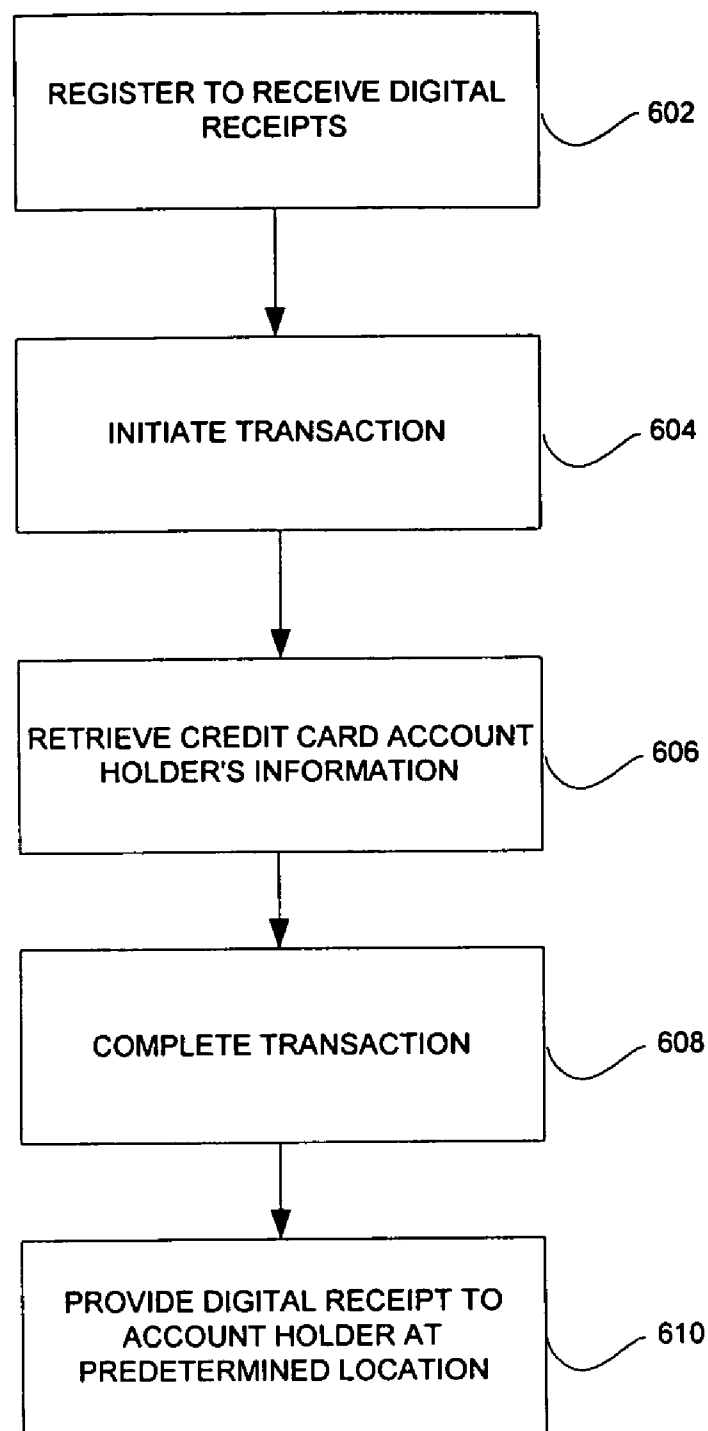 REGISTER TO RECEIVE DIGITAL
RECEIPTS
602
INITIATE TRANSACTION
604
RETRIEVE CREDIT CARD ACCOUNT
HOLDER'S INFORMATION
606
COMPLETE TRANSACTION
608
PROVIDE DIGITAL RECEIPT TO
ACCOUNT HOLDER AT
PREDETERMINED LOCATION
610